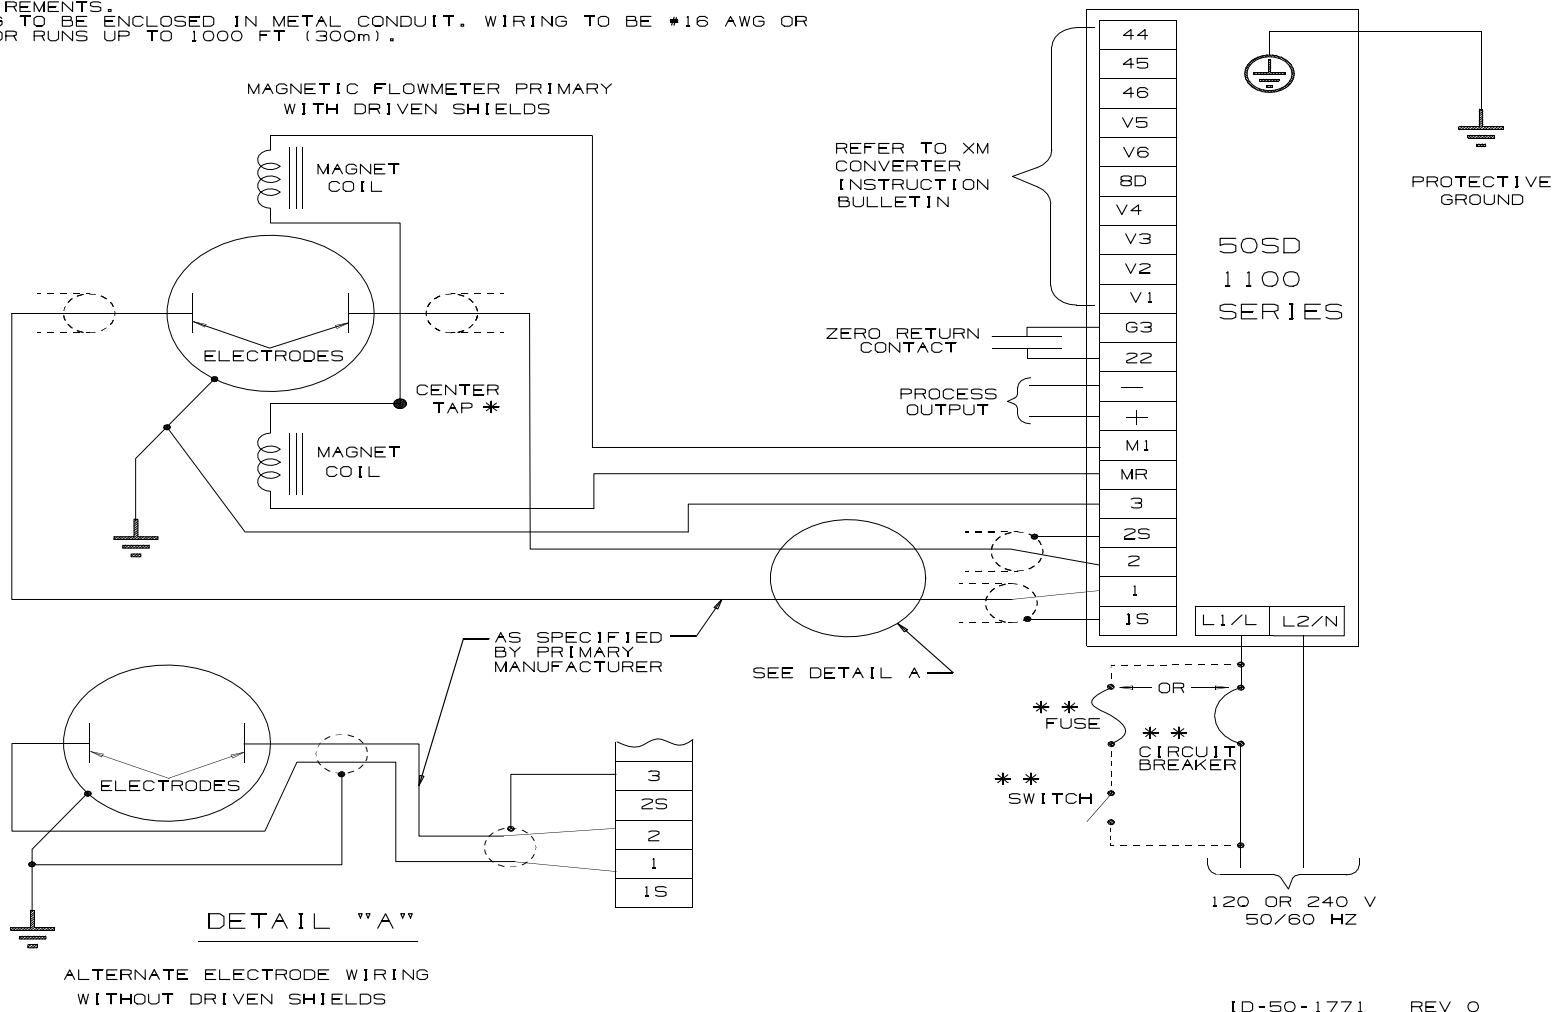 REMENTS.
TO BE ENCLOSED IN METAL CONDUIT. WIRING TO BE #16 AWG OR
OR RUNS UP TO 1000 FT (300m).
MAGNETIC FLOWMETER PRIMARY
WITH DRIVEN SHIELDS
MAGNET
COIL
ELECTRODES
CENTER
TAP *
MAGNET
COIL
REFER TO XM
CONVERTER
INSTRUCTION
BULLETIN
ZERO RETURN
CONTACT
PROCESS
OUTPUT
44
45
46
V5
V6
8D
V4
V3
V2
V1
G3
22
—
+
M1
MR
3
2S
2
1
1S
50SD
1100
SERIES
L1/L L2/N
PROTECTIVE
GROUND
AS SPECIFIED
BY PRIMARY
MANUFACTURER
SEE DETAIL A
OR
* *
FUSE
* *
CIRCUIT
BREAKER
* *
SWITCH
120 OR 240 V
50/60 HZ
ELECTRODES
3
2S
2
1
1S
DETAIL "A"
ALTERNATE ELECTRODE WIRING
WITHOUT DRIVEN SHIELDS
ID-50-1771 REV 0